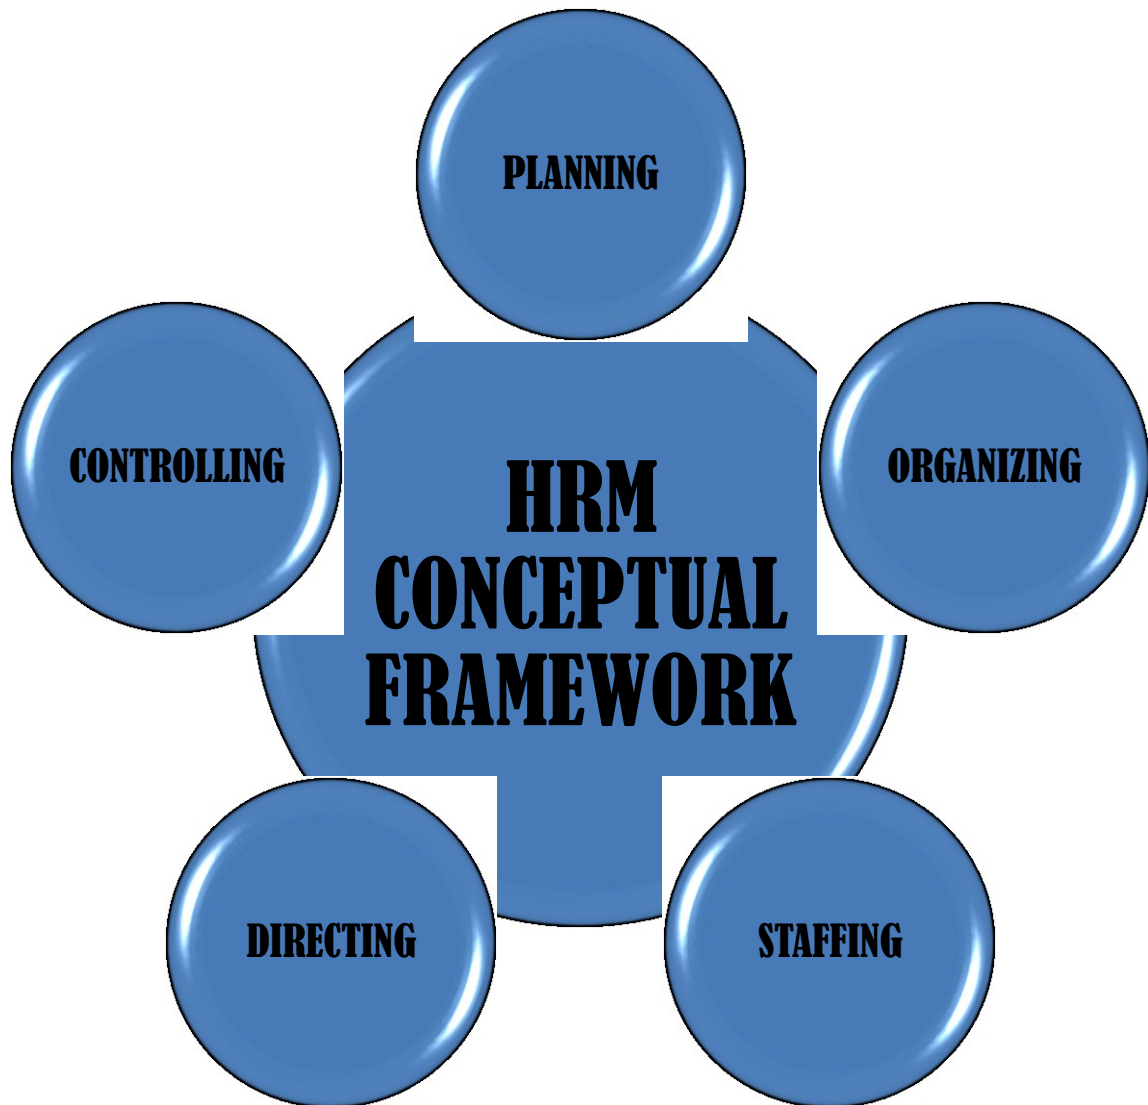 PLANNING
CONTROLLING
ORGANIZING
HRM
CONCEPTUAL
FRAMEWORK
DIRECTING
STAFFING